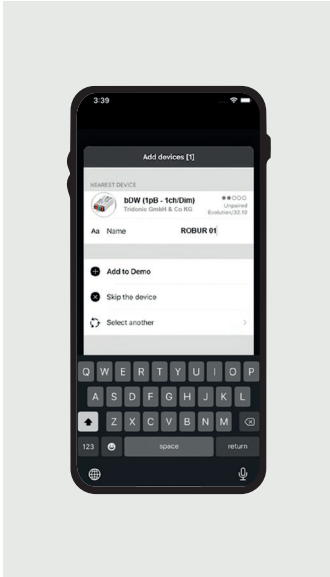 3:39
Add devices [1]
NEAREST DEVICE
bDW (1pB - 1ch/Dim)
Tridonic GmbH & Co KG
Unpaired
Evolution/32.10
Aa Name ROBUR 01
Add to Demo
Skip the device
Select another
Q W E R T Y U I O P
A S D F G H J K L
Z X C V B N M
123 space return